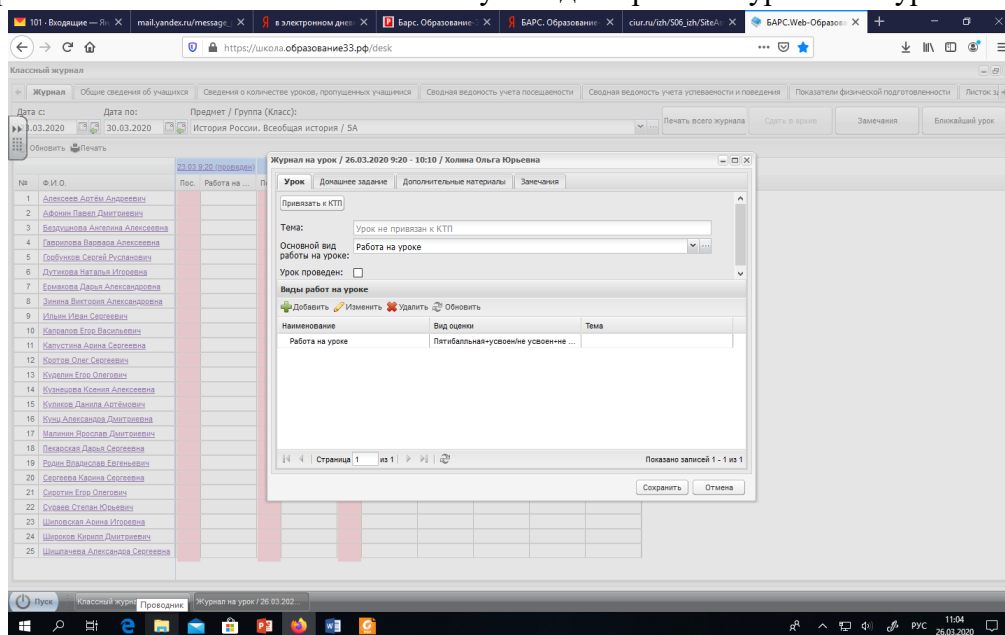 101 · Входящие — Ян
mail.yandex.ru/message_
в электронном дне
Барс. Образование-
БАРС. Образование-
ciur.ru/izh/S06_izh/SiteAs
БАРС.Web-Образова
https://школа.образование33.рф/desk
Классный журнал
Журнал
Общие сведения об учащихся
Сведения о количестве уроков, пропущенных учащимися
Сводная ведомость учета посещаемости
Сводная ведомость учета успеваемости и поведения
Показатели физической подготовленности
Листок з
Дата с:
Дата по:
Предмет / Группа (Класс):
.03.2020
30.03.2020
История России. Всеобщая история / 5А
Печать всего журнала
Сдать в архив
Замечания
Ближайший урок
Обновить
Печать
23.03 9:20 (проведен)
№
Ф.И.О.
Пос.
Работа на ...
1 Алексеев Артём Андреевич
2 Афонин Павел Дмитриевич
3 Бездушнова Ангелина Алексеевна
4 Гаврилова Варвара Алексеевна
5 Горбунков Сергей Русланович
6 Дутикова Наталья Игоревна
7 Ермакова Дарья Александровна
8 Зинина Виктория Александровна
9 Ильин Иван Сергеевич
10 Капралов Егор Васильевич
11 Капустина Арина Сергеевна
12 Кротов Олег Сергеевич
13 Куделин Егор Олегович
14 Кузнецова Ксения Алексеевна
15 Куликов Данила Артёмович
16 Кунц Александра Дмитриевна
17 Малинин Ярослав Дмитриевич
18 Пекарская Дарья Сергеевна
19 Родин Владислав Евгеньевич
20 Сергеева Карина Сергеевна
21 Сиротин Егор Олегович
22 Сураев Степан Юрьевич
23 Шиповская Арина Игоревна
24 Широков Кирилл Дмитриевич
25 Шишпачева Александра Сергеевна
Журнал на урок / 26.03.2020 9:20 - 10:10 / Холина Ольга Юрьевна
Урок
Домашнее задание
Дополнительные материалы
Замечания
Привязать к КТП
Тема:
Урок не привязан к КТП
Основной вид
работы на уроке:
Работа на уроке
Урок проведен:
Виды работ на уроке
Добавить
Изменить
Удалить
Обновить
Наименование
Вид оценки
Тема
Работа на уроке
Пятибалльная+усвоен/не усвоен+не ...
Страница 1 из 1
Показано записей 1 - 1 из 1
Сохранить
Отмена
Пуск
Классный журна
Проводник
Журнал на урок / 26.03.202...
РУС
11:04
26.03.2020